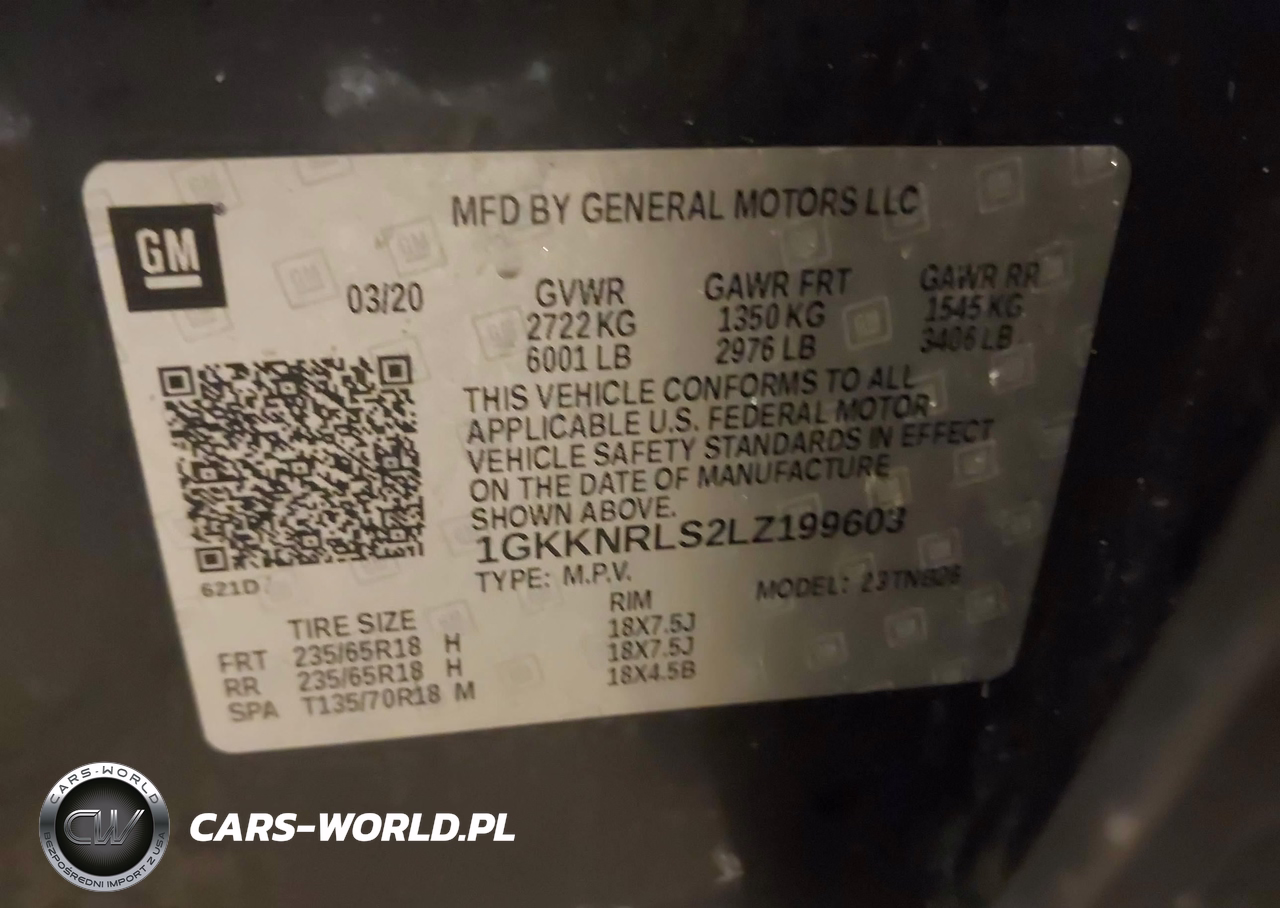 MFD BY GENERAL MOTORS LLC
GM
03/20
GVWR GAWR FRT GAWR RR
2722 KG 1350 KG 1545 KG
6001 LB 2976 LB 3406 LB
THIS VEHICLE CONFORMS TO ALL
APPLICABLE U.S. FEDERAL MOTOR
VEHICLE SAFETY STANDARDS IN EFFECT
ON THE DATE OF MANUFACTURE
SHOWN ABOVE.
1GKKNRLS2LZ199603
621D
TYPE: M.P.V. MODEL:
TIRE SIZE RIM
FRT 235/65R18 H 18X7.5J
RR 235/65R18 H 18X7.5J
SPA T135/70R18 M 18X4.5B
CARS-WORLD
CW
BEZPOŚREDNI IMPORT Z USA
CARS-WORLD.PL